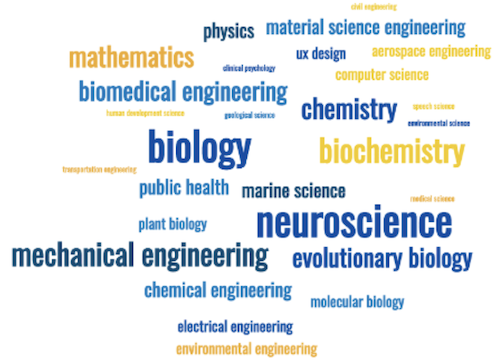 civil engineering
physics
material science engineering
mathematics
ux design
aerospace engineering
clinical psychology
computer science
biomedical engineering
chemistry
speech science
human development science
geological science
environmental science
biology
biochemistry
transportation engineering
public health
marine science
medical science
plant biology
neuroscience
mechanical engineering
evolutionary biology
chemical engineering
molecular biology
electrical engineering
environmental engineering